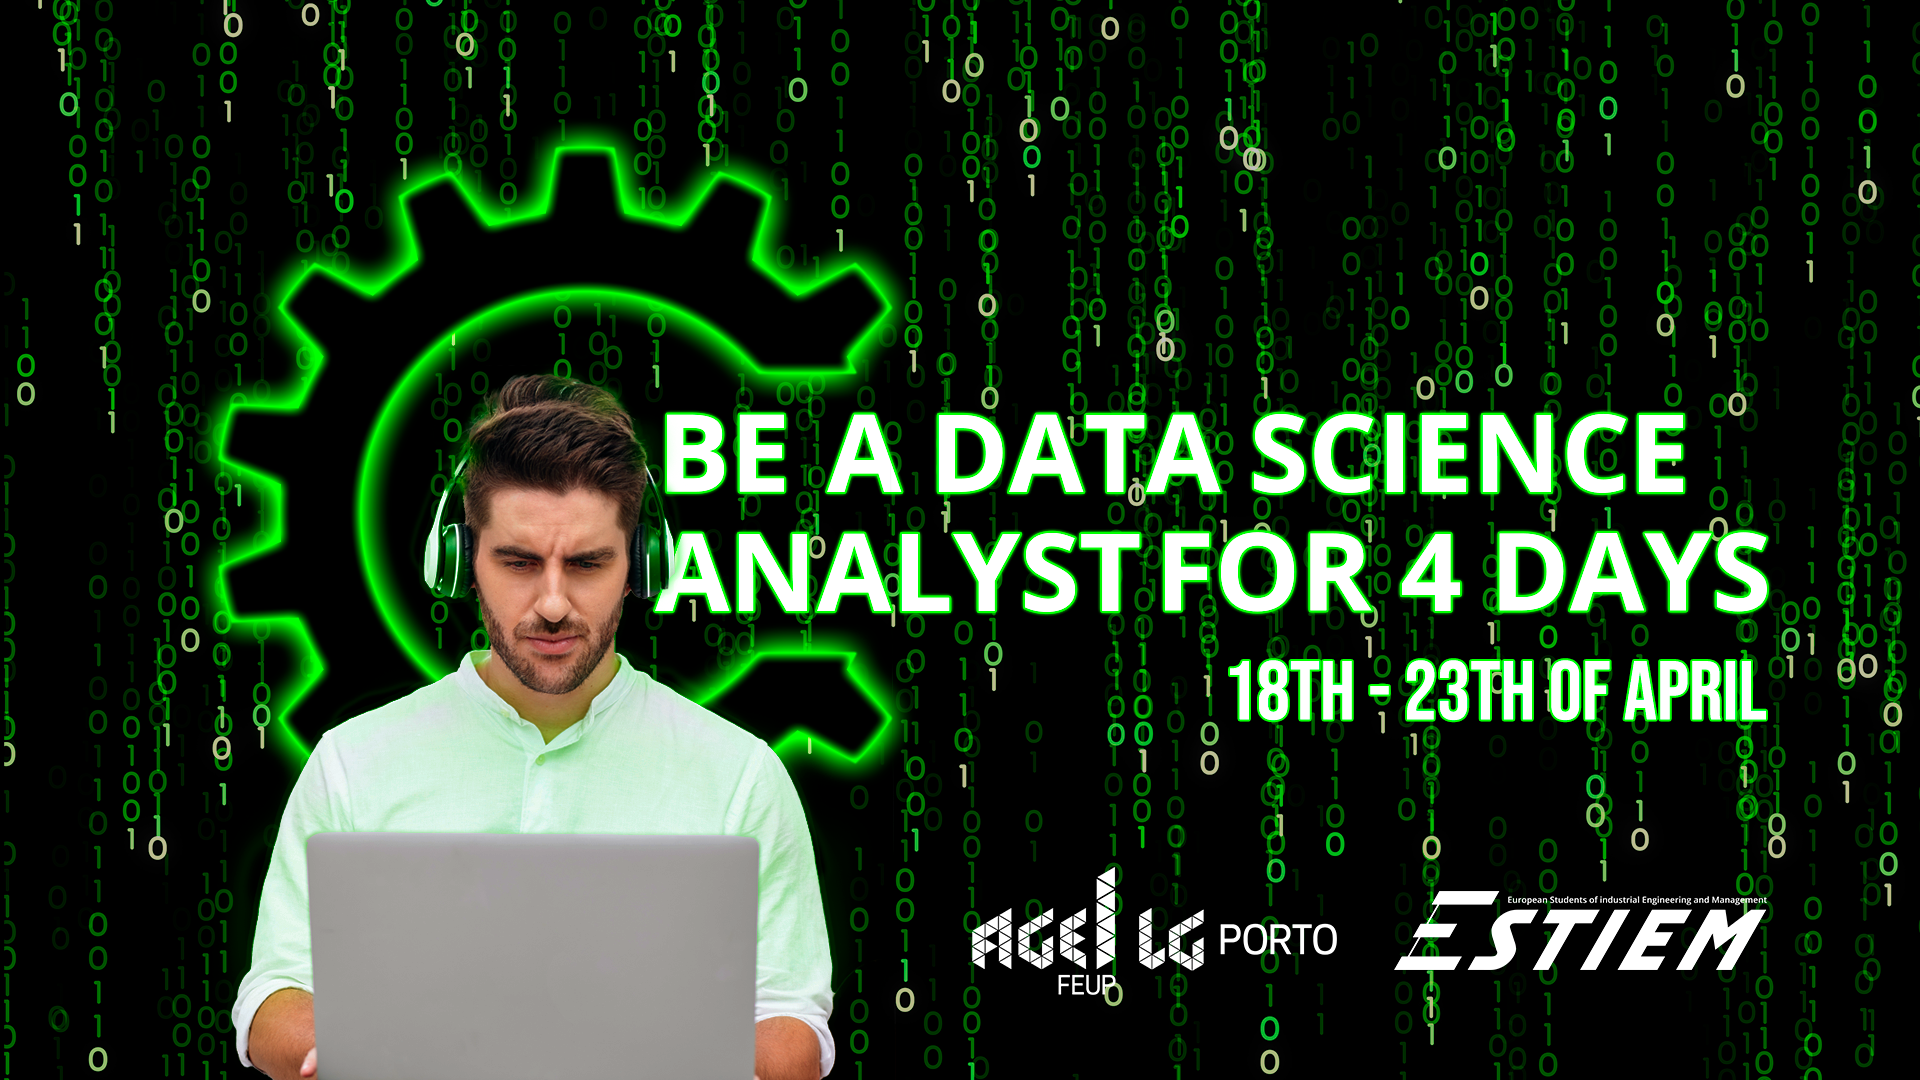 BE A DATA SCIENCE
ANALYST FOR 4 DAYS
18TH - 23TH OF APRIL
AGEI LG PORTO
FEUP
European Students of industrial Engineering and Management
ESTIEM